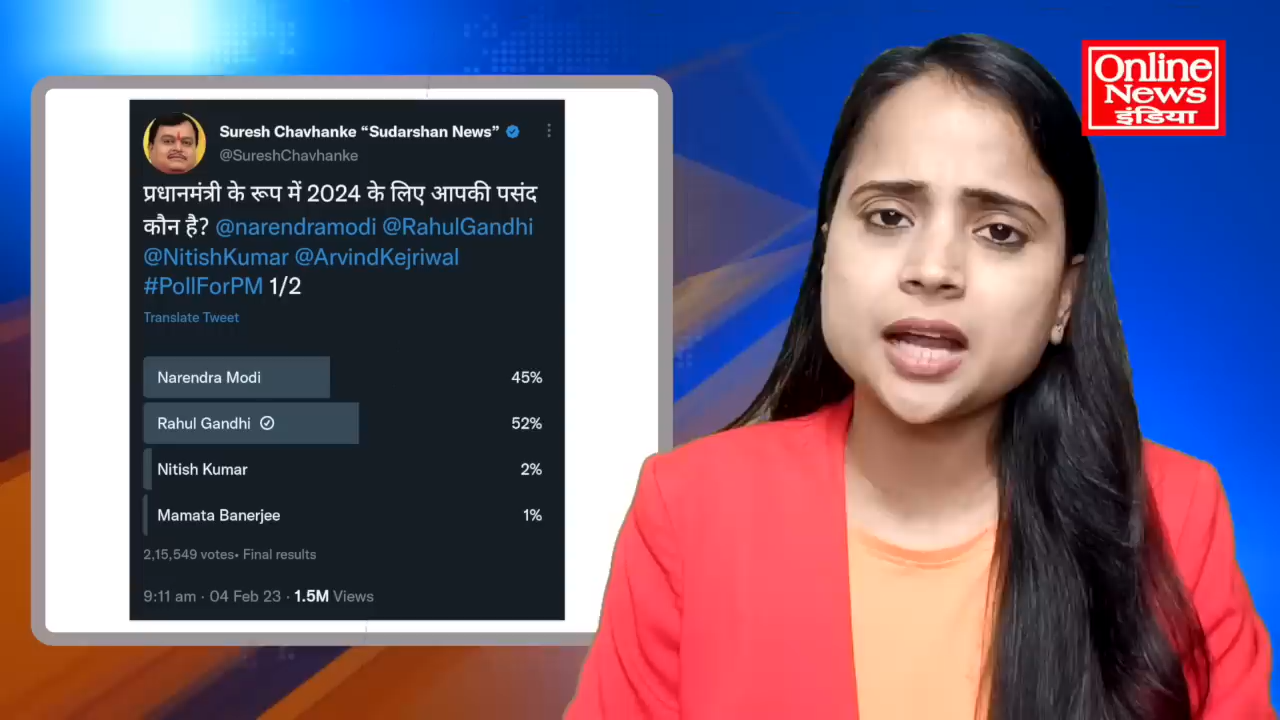 Suresh Chavhanke “Sudarshan News”
@SureshChavhanke
प्रधानमंत्री के रूप में 2024 के लिए आपकी पसंद
कौन है? @narendramodi @RahulGandhi
@NitishKumar @ArvindKejriwal
#PollForPM 1/2
Translate Tweet
Narendra Modi 45%
Rahul Gandhi 52%
Nitish Kumar 2%
Mamata Banerjee 1%
2,15,549 votes• Final results
9:11 am · 04 Feb 23 · 1.5M Views
Online
News
इंडिया